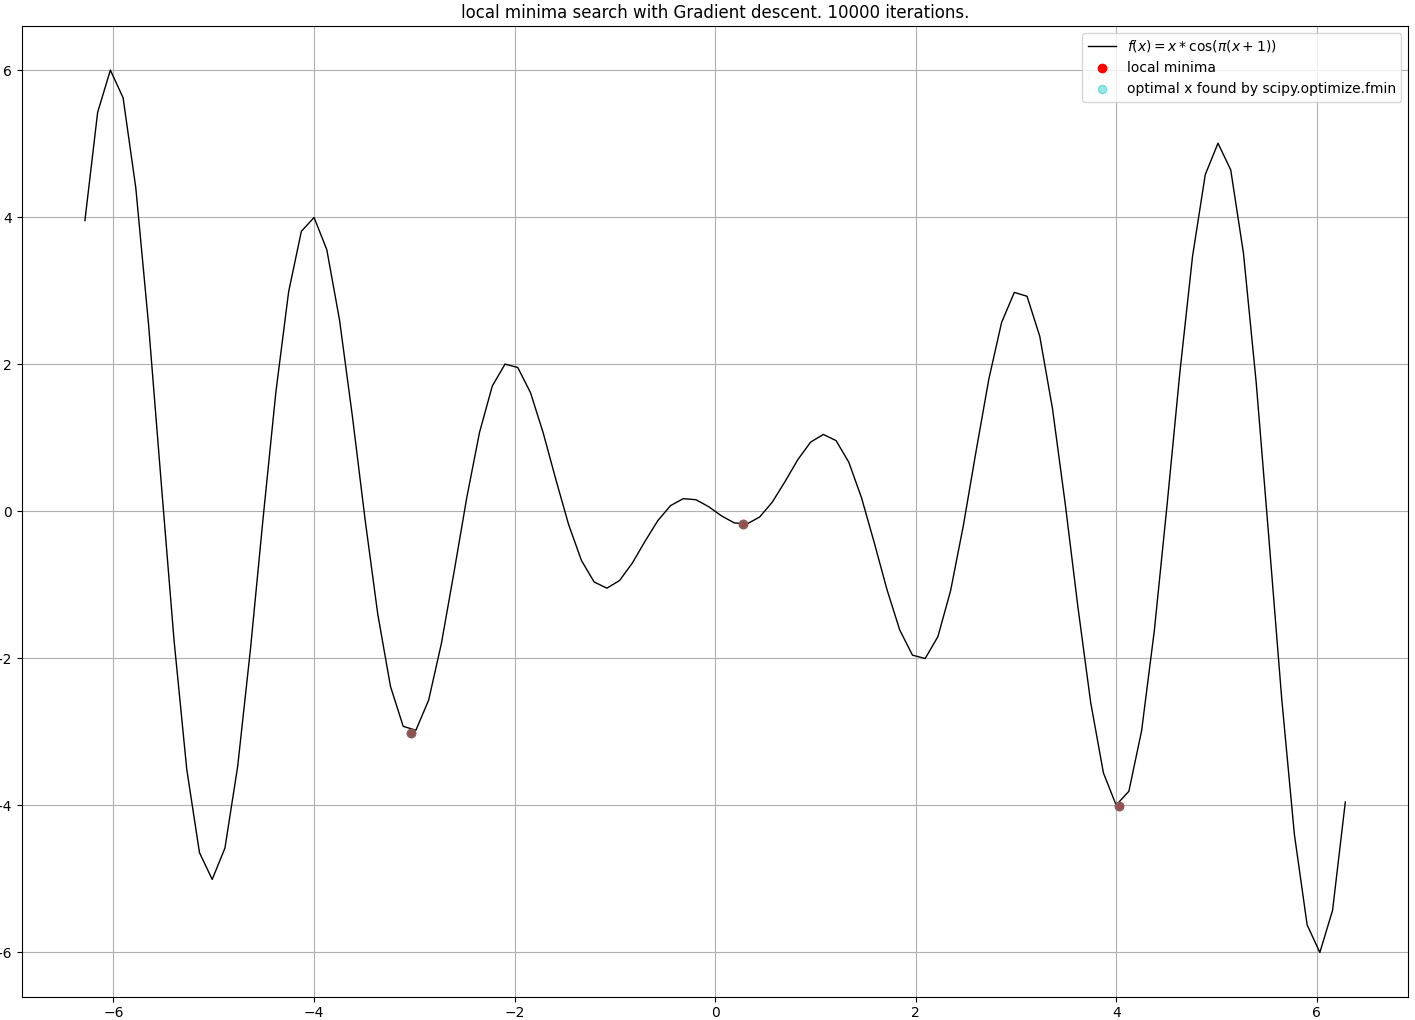 local minima search with Gradient descent. 10000 iterations.
f(x) = x * cos(π(x + 1))
local minima
optimal x found by scipy.optimize.fmin
6
4
2
0
−2
−4
−6
−6 −4 −2 0 2 4 6